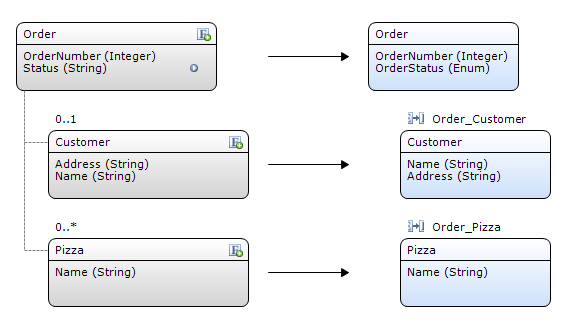 Order
OrderNumber (Integer)
Status (String)
Order
OrderNumber (Integer)
OrderStatus (Enum)
0..1
Customer
Address (String)
Name (String)
Order_Customer
Customer
Name (String)
Address (String)
0..*
Pizza
Name (String)
Order_Pizza
Pizza
Name (String)